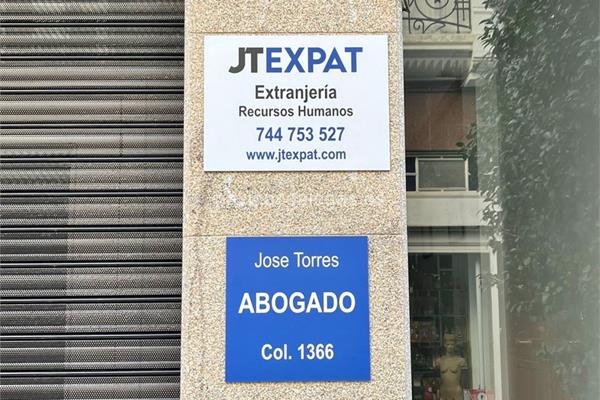 JTEXPAT
Extranjería
Recursos Humanos
744 753 527
www.jtexpat.com
Jose Torres
ABOGADO
Col. 1366